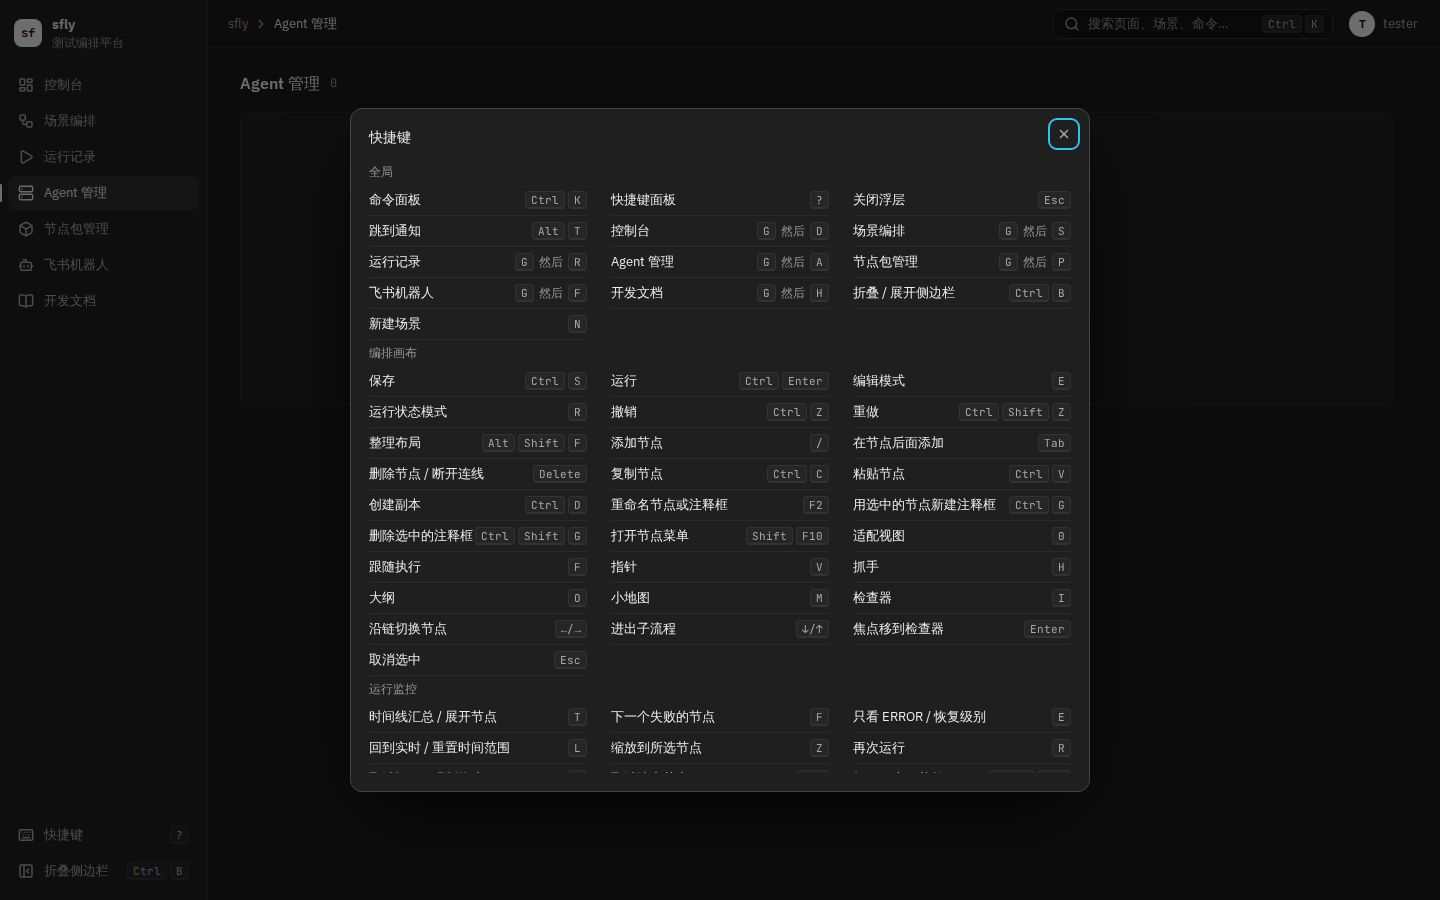 sf
sfly
测试编排平台
控制台
场景编排
运行记录
Agent 管理
节点包管理
飞书机器人
开发文档
快捷键 ?
折叠侧边栏 Ctrl B
sfly > Agent 管理
搜索页面、场景、命令... Ctrl K
T tester
Agent 管理 0
快捷键
全局
命令面板 Ctrl K 快捷键面板 ? 关闭浮层 Esc
跳到通知 Alt T 控制台 G 然后 D 场景编排 G 然后 S
运行记录 G 然后 R Agent 管理 G 然后 A 节点包管理 G 然后 P
飞书机器人 G 然后 F 开发文档 G 然后 H 折叠 / 展开侧边栏 Ctrl B
新建场景 N
编排画布
保存 Ctrl S 运行 Ctrl Enter 编辑模式 E
运行状态模式 R 撤销 Ctrl Z 重做 Ctrl Shift Z
整理布局 Alt Shift F 添加节点 / 在节点后面添加 Tab
删除节点 / 断开连线 Delete 复制节点 Ctrl C 粘贴节点 Ctrl V
创建副本 Ctrl D 重命名节点或注释框 F2 用选中的节点新建注释框 Ctrl G
删除选中的注释框 Ctrl Shift G 打开节点菜单 Shift F10 适配视图 0
跟随执行 F 指针 V 抓手 H
大纲 O 小地图 M 检查器 I
沿链切换节点 ←/→ 进出子流程 ↓/↑ 焦点移到检查器 Enter
取消选中 Esc
运行监控
时间线汇总 / 展开节点 T 下一个失败的节点 F 只看 ERROR / 恢复级别 E
回到实时 / 重置时间范围 L 缩放到所选节点 Z 再次运行 R